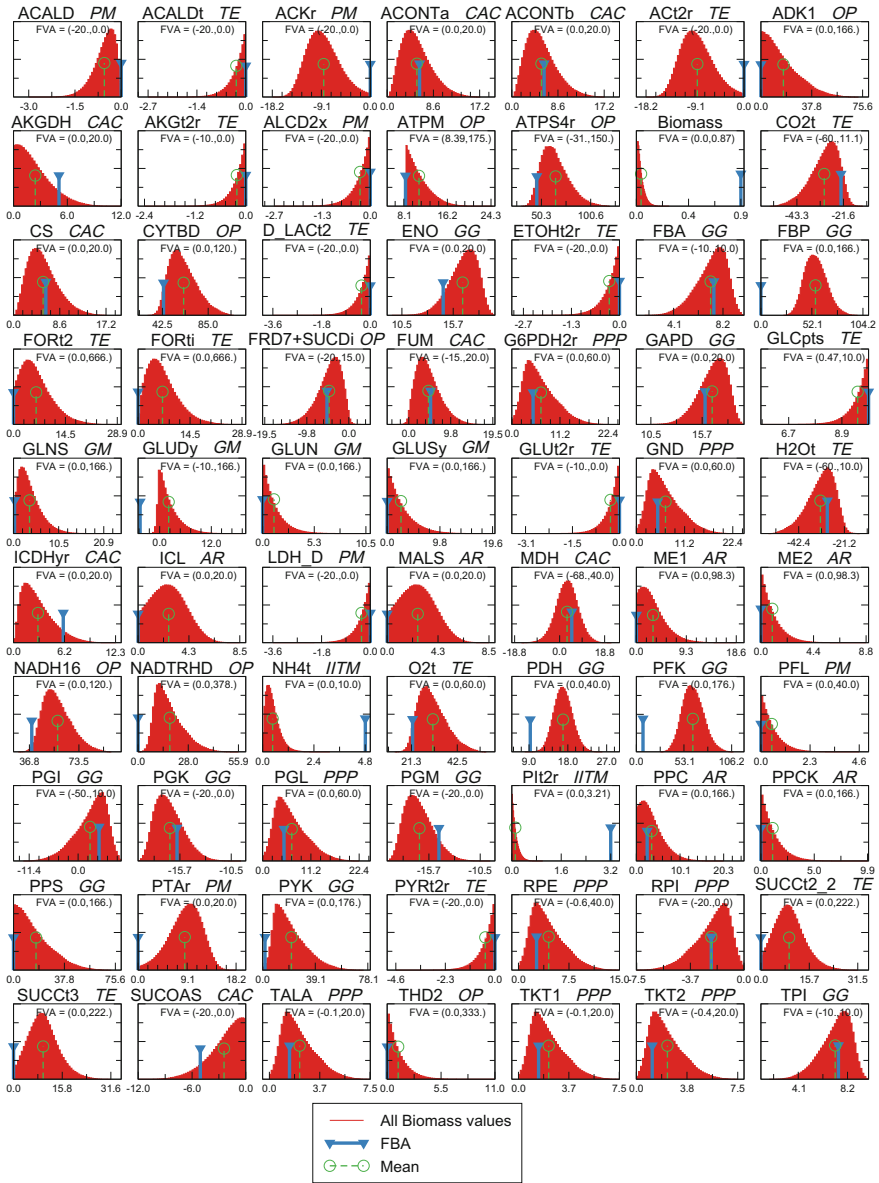 ACALD PM ACALDt TE ACKr PM ACONTa CAC ACONTb CAC ACt2r TE ADK1 OP
FVA = (-20.,0.0) FVA = (-20.,0.0) FVA = (-20.,0.0) FVA = (0.0,20.0) FVA = (0.0,20.0) FVA = (-20.,0.0) FVA = (0.0,166.)
-3.0 -1.5 0.0 -2.7 -1.4 0.0 -18.2 -9.1 0.0 0.0 8.6 17.2 0.0 8.6 17.2 -18.2 -9.1 0.0 0.0 37.8 75.6
AKGDH CAC AKGt2r TE ALCD2x PM ATPM OP ATPS4r OP Biomass CO2t TE
FVA = (0.0,20.0) FVA = (-10.,0.0) FVA = (-20.,0.0) FVA = (8.39,175.) FVA = (-31.,150.) FVA = (0.0,0.87) FVA = (-60.,11.1)
0.0 6.0 12.0 -2.4 -1.2 0.0 -2.7 -1.3 0.0 8.1 16.2 24.3 50.3 100.6 0.0 0.4 0.9 -43.3 -21.6
CS CAC CYTBD OP D_LACt2 TE ENO GG ETOHt2r TE FBA GG FBP GG
FVA = (0.0,20.0) FVA = (0.0,120.) FVA = (-20.,0.0) FVA = (0.0,20.0) FVA = (-20.,0.0) FVA = (-10.,10.0) FVA = (0.0,166.)
0.0 8.6 17.2 42.5 85.0 -3.6 -1.8 0.0 10.5 15.7 -2.7 -1.3 0.0 4.1 8.2 0.0 52.1 104.2
FORt2 TE FORti TE FRD7+SUCDi OP FUM CAC G6PDH2r PPP GAPD GG GLCpts TE
FVA = (0.0,666.) FVA = (0.0,666.) FVA = (-20.,15.0) FVA = (-15.,20.0) FVA = (0.0,60.0) FVA = (0.0,20.0) FVA = (0.47,10.0)
0.0 14.5 28.9 0.0 14.5 28.9 -19.5 -9.8 0.0 0.0 9.8 19.5 0.0 11.2 22.4 10.5 15.7 6.7 8.9
GLNS GM GLUDy GM GLUN GM GLUSy GM GLUt2r TE GND PPP H2Ot TE
FVA = (0.0,166.) FVA = (-10.,166.) FVA = (0.0,166.) FVA = (0.0,166.) FVA = (-10.,0.0) FVA = (0.0,60.0) FVA = (-60.,10.0)
0.0 10.5 20.9 0.0 12.0 0.0 5.3 10.5 0.0 9.8 19.6 -3.1 -1.5 0.0 0.0 11.2 22.4 -42.4 -21.2
ICDHyr CAC ICL AR LDH_D PM MALS AR MDH CAC ME1 AR ME2 AR
FVA = (0.0,20.0) FVA = (0.0,20.0) FVA = (-20.,0.0) FVA = (0.0,20.0) FVA = (-68.,40.0) FVA = (0.0,98.3) FVA = (0.0,98.3)
0.0 6.2 12.3 0.0 4.3 8.5 -3.6 -1.8 0.0 0.0 4.3 8.5 -18.8 0.0 18.8 0.0 9.3 18.6 0.0 4.4 8.8
NADH16 OP NADTRHD OP NH4t IITM O2t TE PDH GG PFK GG PFL PM
FVA = (0.0,120.) FVA = (0.0,378.) FVA = (0.0,10.0) FVA = (0.0,60.0) FVA = (0.0,40.0) FVA = (0.0,176.) FVA = (0.0,40.0)
36.8 73.5 0.0 28.0 55.9 0.0 2.4 4.8 21.3 42.5 9.0 18.0 27.0 0.0 53.1 106.2 0.0 2.3 4.6
PGI GG PGK GG PGL PPP PGM GG PIt2r IITM PPC AR PPCK AR
FVA = (-50.,10.0) FVA = (-20.,0.0) FVA = (0.0,60.0) FVA = (-20.,0.0) FVA = (0.0,3.21) FVA = (0.0,166.) FVA = (0.0,166.)
-11.4 0.0 -15.7 -10.5 0.0 11.2 22.4 -15.7 -10.5 0.0 1.6 3.2 0.0 10.1 20.3 0.0 5.0 9.9
PPS GG PTAr PM PYK GG PYRt2r TE RPE PPP RPI PPP SUCCt2_2 TE
FVA = (0.0,166.) FVA = (0.0,20.0) FVA = (0.0,176.) FVA = (-20.,0.0) FVA = (-0.6,40.0) FVA = (-20.,0.0) FVA = (0.0,222.)
0.0 37.8 75.6 0.0 9.1 18.2 0.0 39.1 78.1 -4.6 -2.3 0.0 0.0 7.5 15.0 -7.5 -3.7 0.0 0.0 15.7 31.5
SUCCt3 TE SUCOAS CAC TALA PPP THD2 OP TKT1 PPP TKT2 PPP TPI GG
FVA = (0.0,222.) FVA = (-20.,0.0) FVA = (-0.1,20.0) FVA = (0.0,333.) FVA = (-0.1,20.0) FVA = (-0.4,20.0) FVA = (-10.,10.0)
0.0 15.8 31.6 -12.0 -6.0 0.0 0.0 3.7 7.5 0.0 5.5 11.0 0.0 3.7 7.5 0.0 3.7 7.5 4.1 8.2
All Biomass values
FBA
Mean